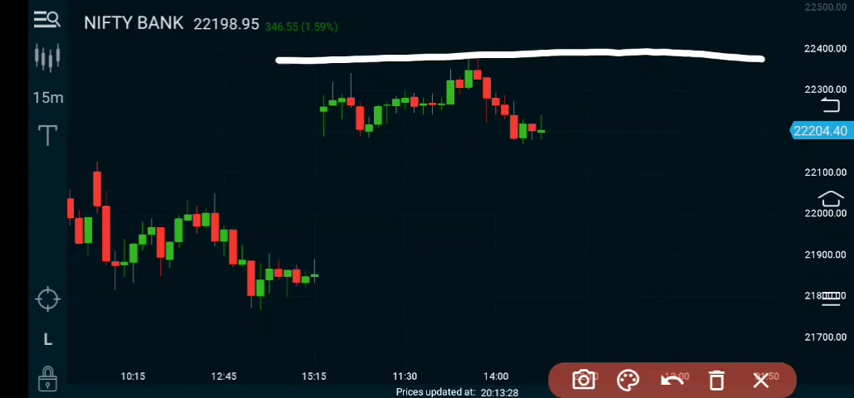 22500.00
NIFTY BANK 22198.95 346.55 (1.59%)
22400.00
22300.00
15m
22204.40
T
22100.00
22000.00
21900.00
21700.00
L
10:15 12:45 15:15 11:30 14:00
Prices updated at: 20:13:28